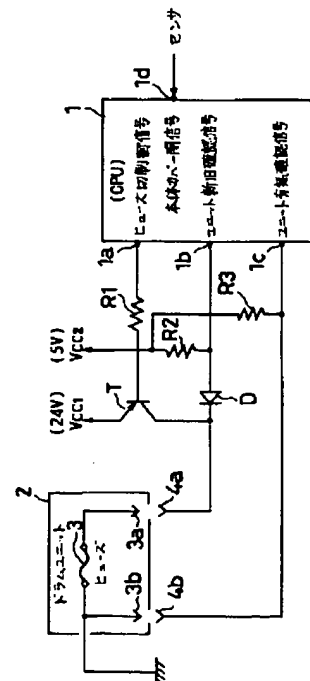 2
ドラムユニット
3
ヒューズ
3b
3a
4b
4a
(24V)
VCC1
(5V)
VCC2
T
R1
R2
R3
D
1
(CPU)
1a
ヒューズ切制御信号
本体カバー開信号
1d
センサ
1b
ユニット新旧確認信号
1c
ユニート有無確認信号